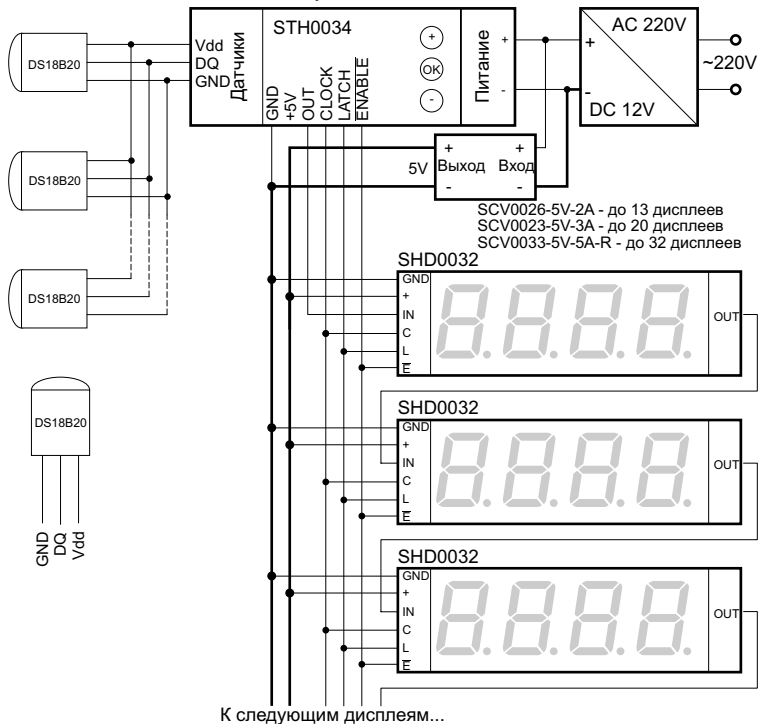 STH0034
AC 220V
DS18B20
Vdd
DQ
GND
Датчики
+
OK
-
Питание
+
-
+
-
~220V
DC 12V
GND
+5V
OUT
CLOCK
LATCH
ENABLE
5V
+
Выход
-
+
Вход
-
DS18B20
SCV0026-5V-2A - до 13 дисплеев
SCV0023-5V-3A - до 20 дисплеев
SCV0033-5V-5A-R - до 32 дисплеев
DS18B20
SHD0032
GND
+
IN
C
L
E
OUT
DS18B20
GND
DQ
Vdd
SHD0032
GND
+
IN
C
L
E
OUT
SHD0032
GND
+
IN
C
L
E
OUT
К следующим дисплеям...